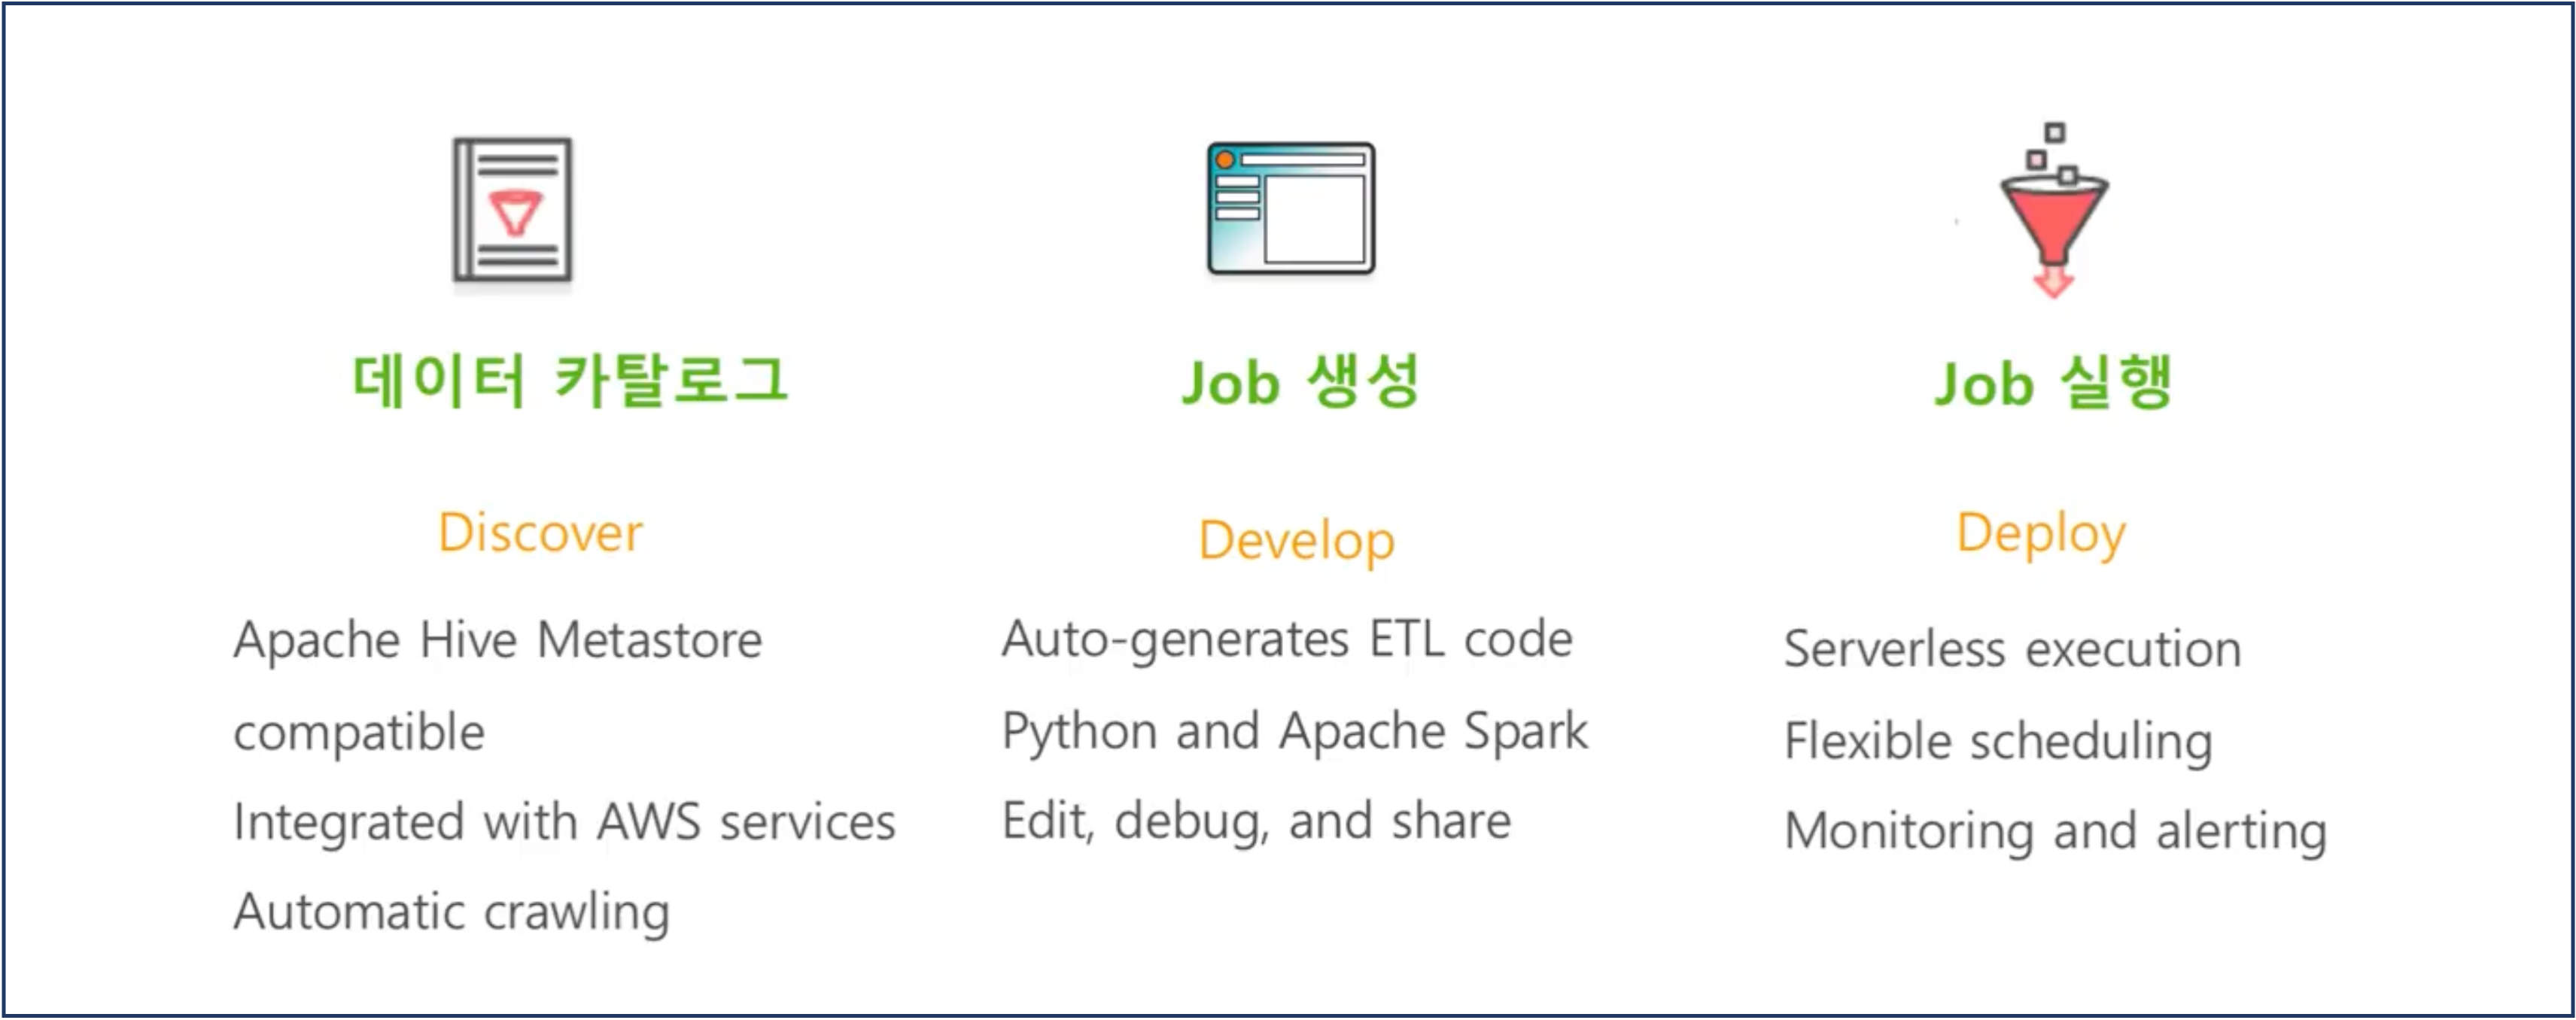 데이터 카탈로그
Discover
Apache Hive Metastore
compatible
Integrated with AWS services
Automatic crawling
Job 생성
Develop
Auto-generates ETL code
Python and Apache Spark
Edit, debug, and share
Job 실행
Deploy
Serverless execution
Flexible scheduling
Monitoring and alerting